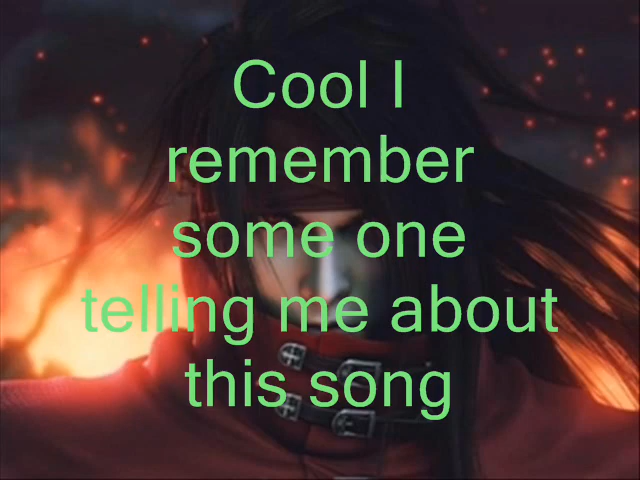 Cool I
remember
some one
telling me about
this song